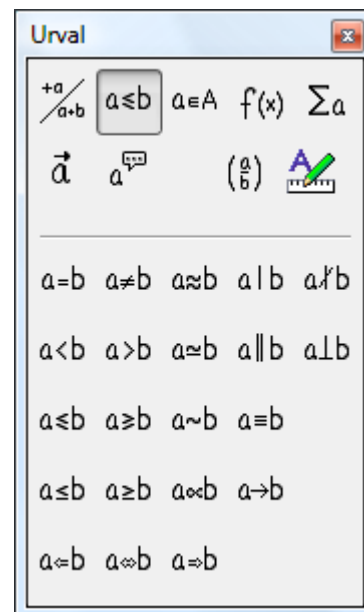 Urval
+a/a+b a≤b a∈A f(x) Σa
a⃗ a (a/b) A
a=b a≠b a≈b a|b a∤b
a<b a>b a≃b a∥b a⊥b
a⩽b a⩾b a~b a≡b
a≤b a≥b a∝b a→b
a⇐b a⇔b a⇒b